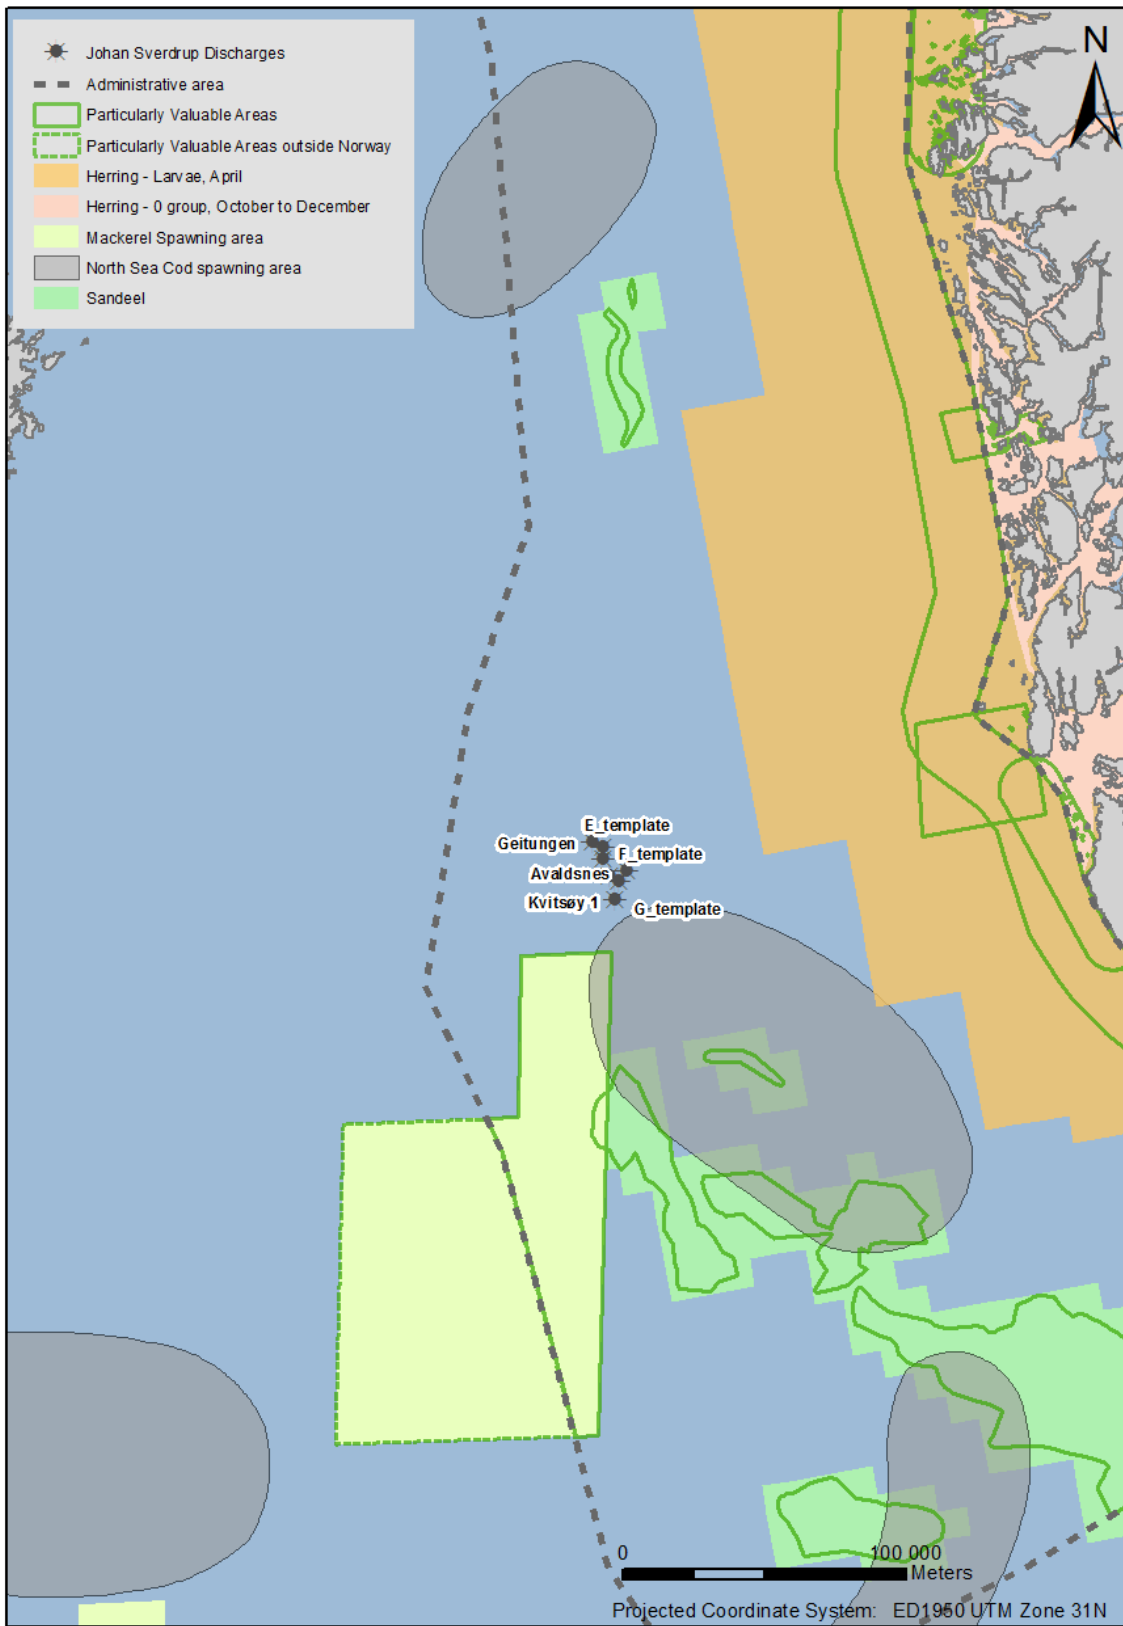 Johan Sverdrup Discharges
Administrative area
Particularly Valuable Areas
Particularly Valuable Areas outside Norway
Herring - Larvae, April
Herring - 0 group, October to December
Mackerel Spawning area
North Sea Cod spawning area
Sandeel
N
E_template
Geitungen
F_template
Avaldsnes
Kvitsøy 1
G_template
0 100 000
Meters
Projected Coordinate System: ED1950 UTM Zone 31N